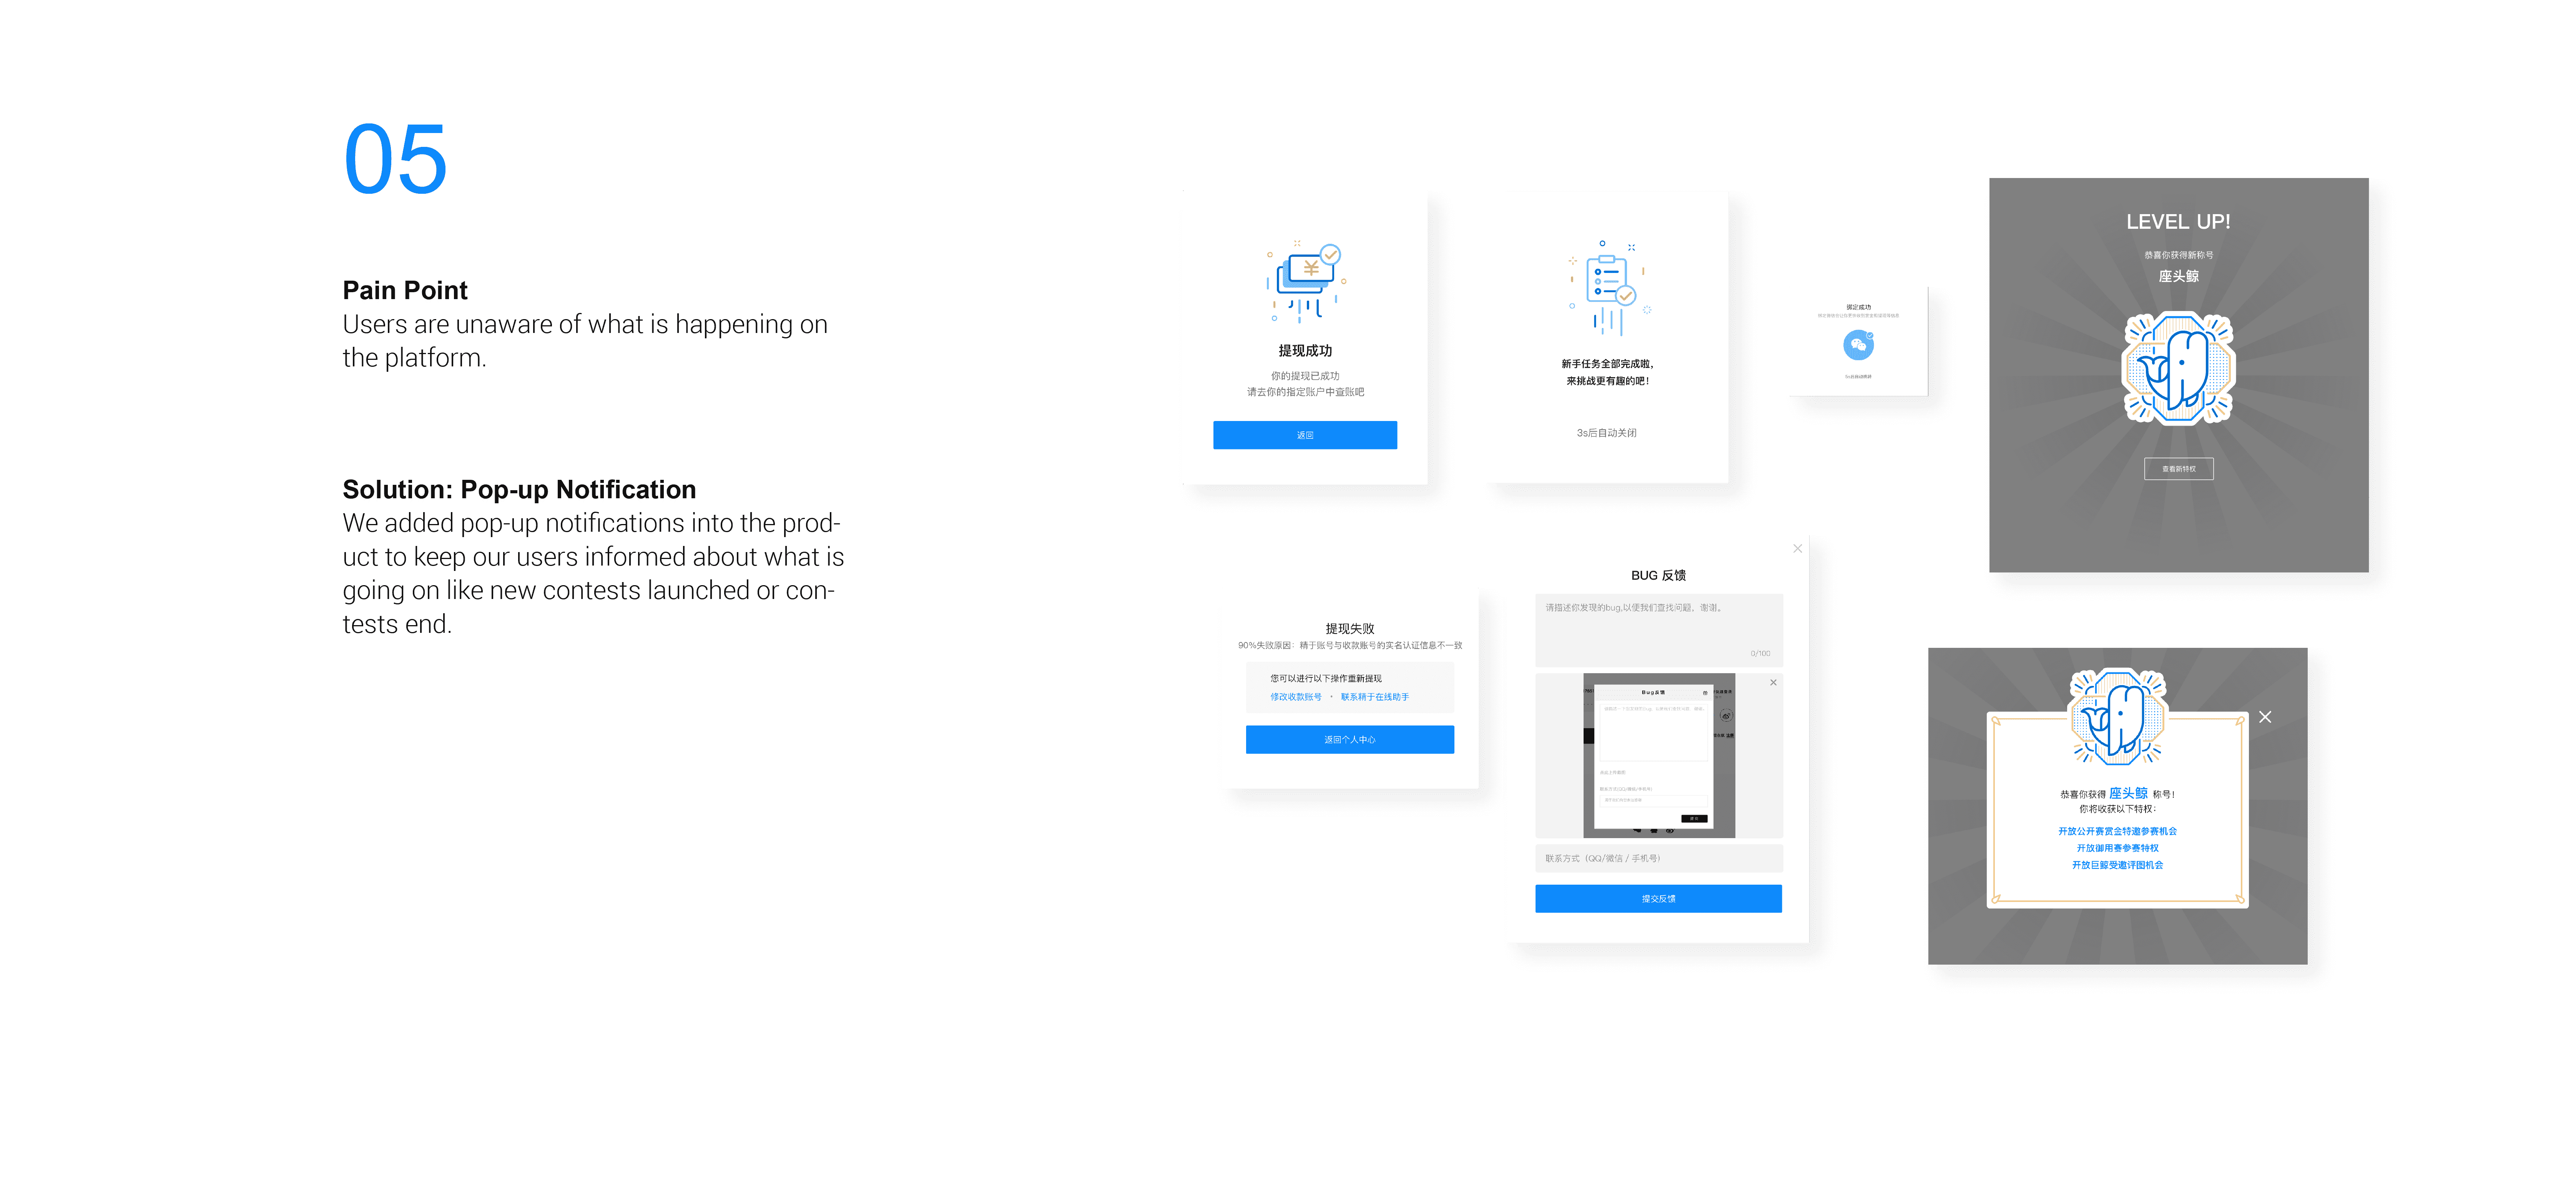 05
Pain Point
Users are unaware of what is happening on
the platform.
Solution: Pop-up Notification
We added pop-up notifications into the prod-
uct to keep our users informed about what is
going on like new contests launched or con-
tests end.
提现成功
你的提现已成功
请去你的指定账户中查账吧
返回
新手任务全部完成啦，
来挑战更有趣的吧！
3s后自动关闭
绑定成功
LEVEL UP!
恭喜你获得新称号
座头鲸
查看新特权
提现失败
90%失败原因：精于账号与收款账号的实名认证信息不一致
您可以进行以下操作重新提现
修改收款账号 · 联系精于在线助手
返回个人中心
BUG 反馈
请描述你发现的bug,以便我们查找问题，谢谢。
0/100
Bug反馈
联系方式（QQ/微信 / 手机号）
提交反馈
恭喜你获得 座头鲸 称号！
你将收获以下特权：
开放公开赛赏金特邀参赛机会
开放御用赛参赛特权
开放巨鲸受邀评图机会